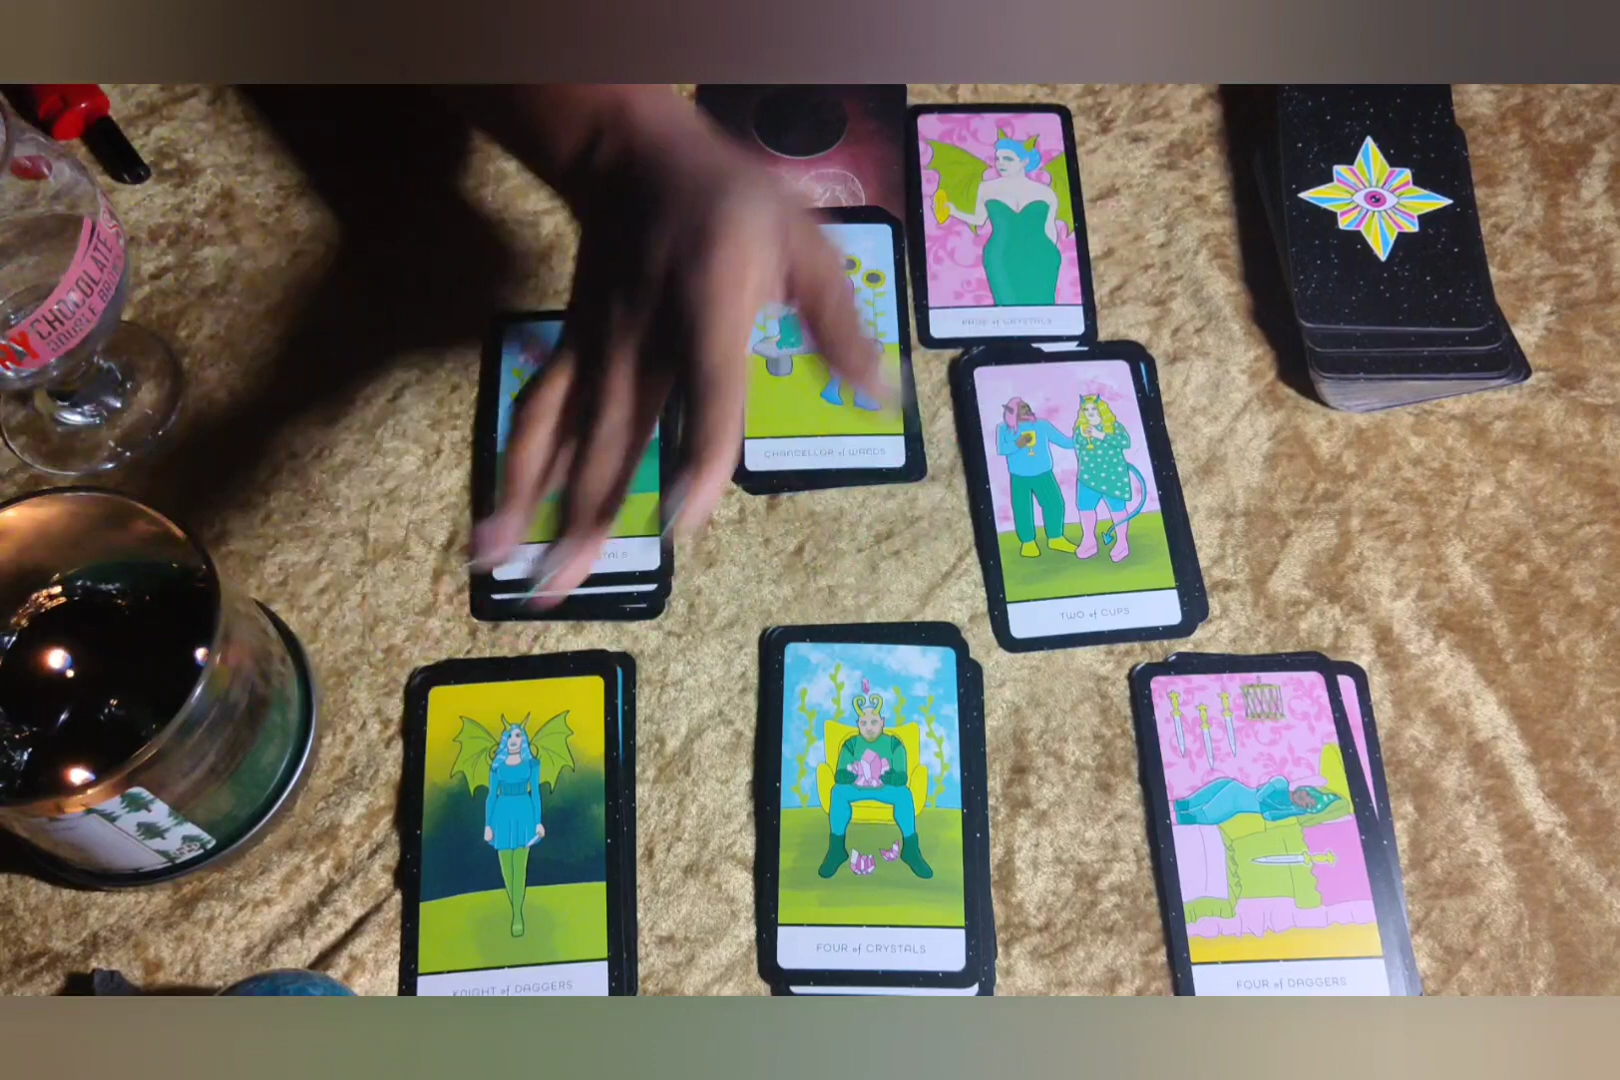 CHOCOLATE
PAGE of CRYSTALS
CHANCELLOR of WANDS
TWO of CUPS
KNIGHT of DAGGERS
FOUR of CRYSTALS
FOUR of DAGGERS